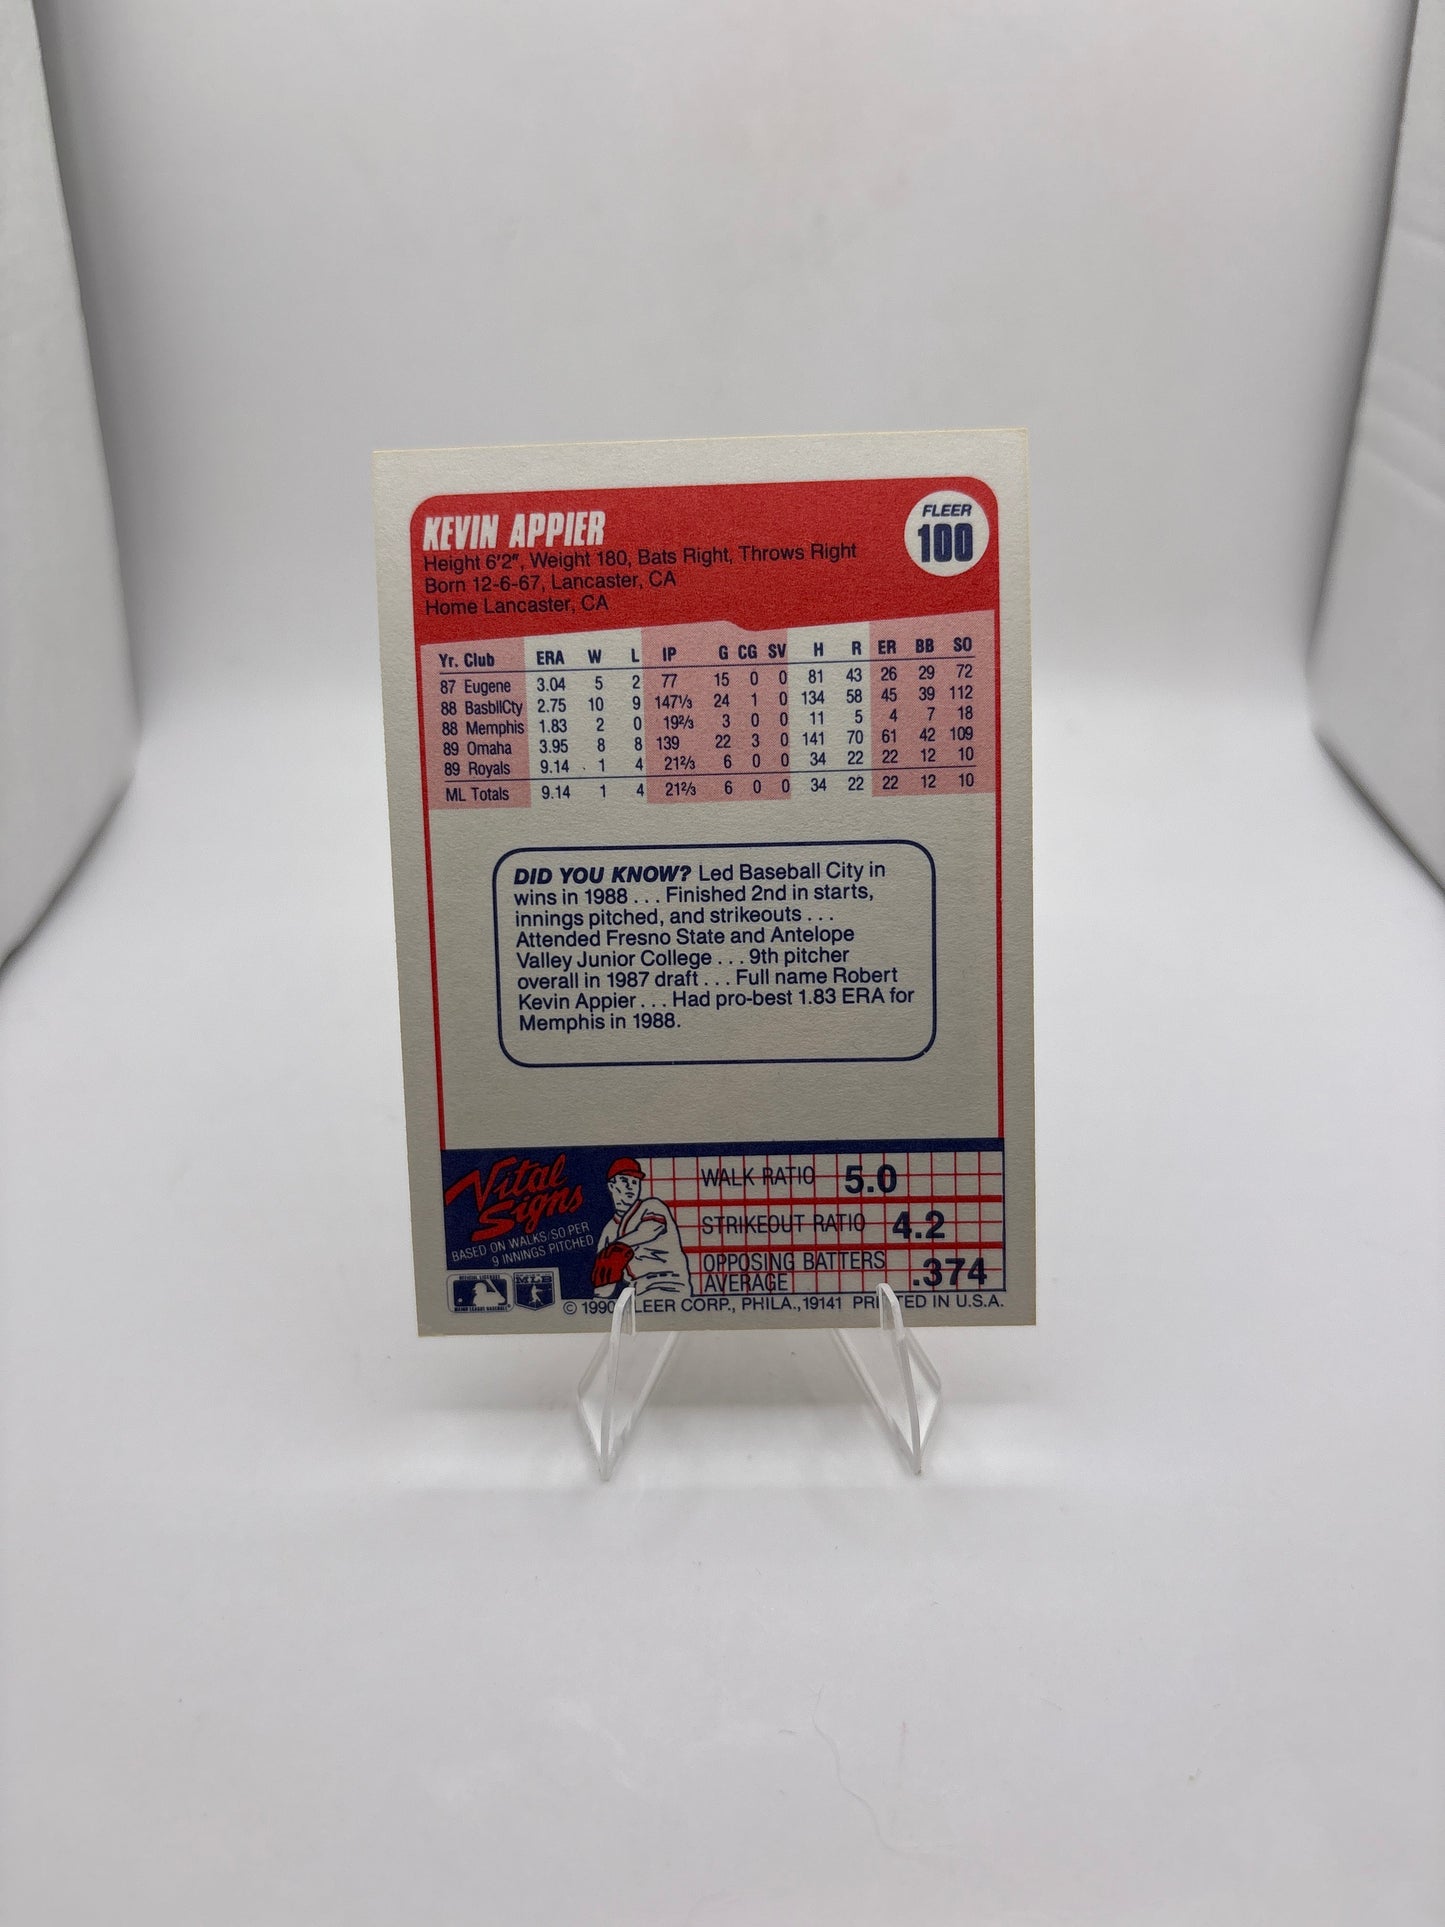 KEVIN APPIER
FLEER
100
Height 6'2", Weight 180, Bats Right, Throws Right
Born 12-6-67, Lancaster, CA
Home Lancaster, CA
Yr. Club ERA W L IP G CG SV H R ER BB SO
87 Eugene 3.04 5 2 77 15 0 0 81 43 26 29 72
88 BasbllCty 2.75 10 9 147⅓ 24 1 0 134 58 45 39 112
88 Memphis 1.83 2 0 19⅔ 3 0 0 11 5 4 7 18
89 Omaha 3.95 8 8 139 22 3 0 141 70 61 42 109
89 Royals 9.14 1 4 21⅔ 6 0 0 34 22 22 12 10
ML Totals 9.14 1 4 21⅔ 6 0 0 34 22 22 12 10
DID YOU KNOW? Led Baseball City in
wins in 1988 . . . Finished 2nd in starts,
innings pitched, and strikeouts . . .
Attended Fresno State and Antelope
Valley Junior College . . . 9th pitcher
overall in 1987 draft . . . Full name Robert
Kevin Appier . . . Had pro-best 1.83 ERA for
Memphis in 1988.
Vital
Signs
BASED ON WALKS/SO PER
9 INNINGS PITCHED
WALK RATIO 5.0
STRIKEOUT RATIO 4.2
OPPOSING BATTERS
AVERAGE .374
MLB
© 1990 FLEER CORP., PHILA., 19141 PRINTED IN U.S.A.